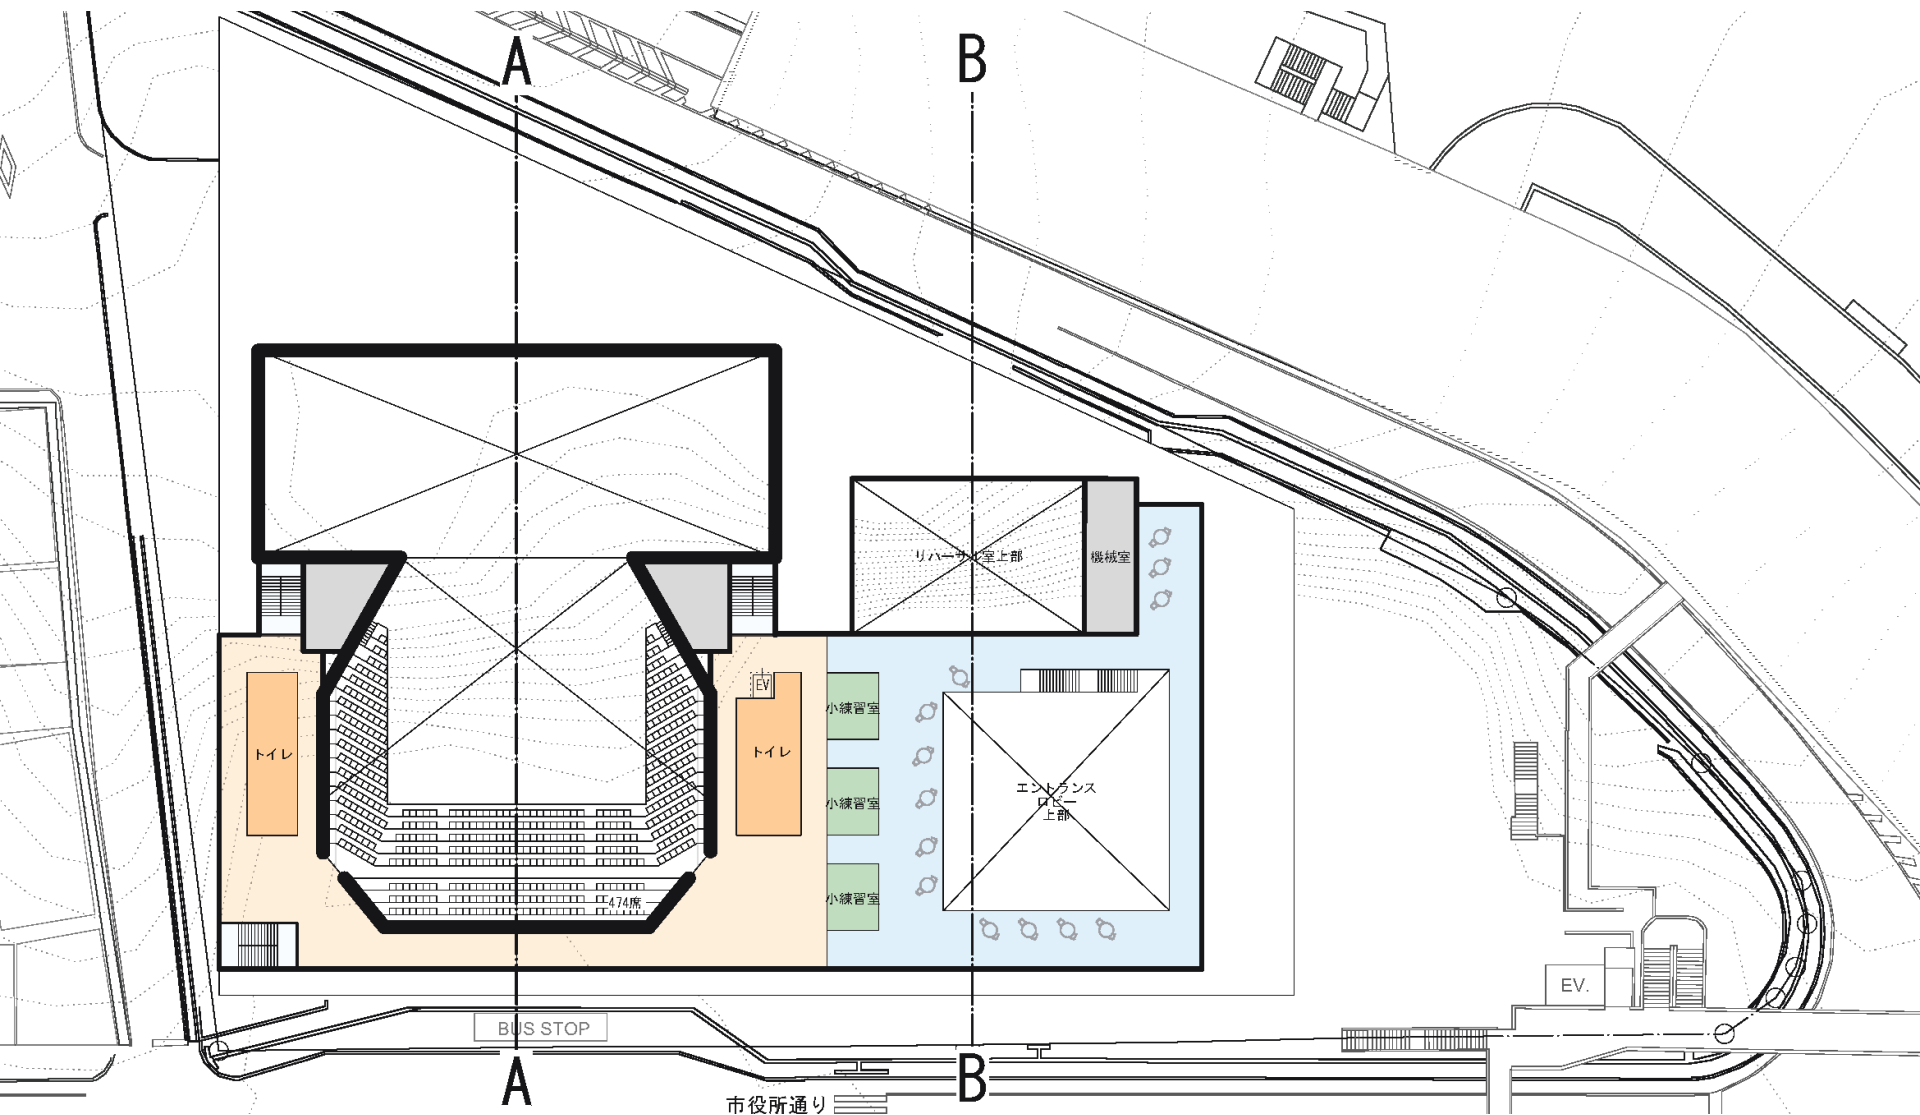 A
B
リハーサル室上部
機械室
EV
小練習室
トイレ
トイレ
小練習室
エントランス
ロビー
上部
小練習室
474席
EV.
BUS STOP
A
B
市役所通り